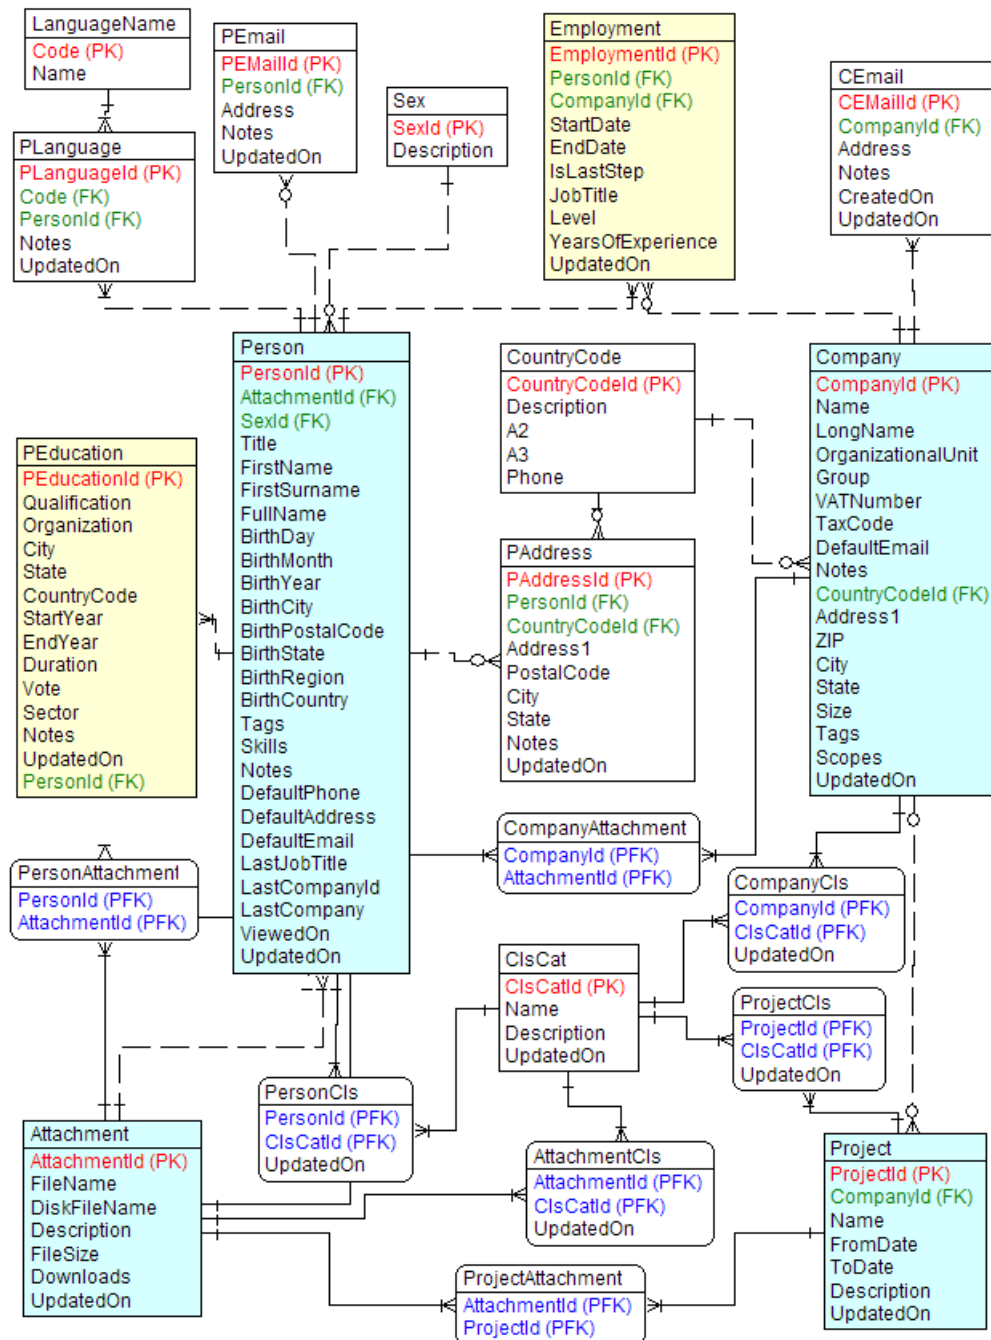 LanguageName
Code (PK)
Name
PEmail
PEMailId (PK)
PersonId (FK)
Address
Notes
UpdatedOn
Sex
SexId (PK)
Description
Employment
EmploymentId (PK)
PersonId (FK)
CompanyId (FK)
StartDate
EndDate
IsLastStep
JobTitle
Level
YearsOfExperience
UpdatedOn
CEmail
CEMailId (PK)
CompanyId (FK)
Address
Notes
CreatedOn
UpdatedOn
PLanguage
PLanguageId (PK)
Code (FK)
PersonId (FK)
Notes
UpdatedOn
Person
PersonId (PK)
AttachmentId (FK)
SexId (FK)
Title
FirstName
FirstSurname
FullName
BirthDay
BirthMonth
BirthYear
BirthCity
BirthPostalCode
BirthState
BirthRegion
BirthCountry
Tags
Skills
Notes
DefaultPhone
DefaultAddress
DefaultEmail
LastJobTitle
LastCompanyId
LastCompany
ViewedOn
UpdatedOn
CountryCode
CountryCodeId (PK)
Description
A2
A3
Phone
Company
CompanyId (PK)
Name
LongName
OrganizationalUnit
Group
VATNumber
TaxCode
DefaultEmail
Notes
CountryCodeId (FK)
Address1
ZIP
City
State
Size
Tags
Scopes
UpdatedOn
PEducation
PEducationId (PK)
Qualification
Organization
City
State
CountryCode
StartYear
EndYear
Duration
Vote
Sector
Notes
UpdatedOn
PersonId (FK)
PAddress
PAddressId (PK)
PersonId (FK)
CountryCodeId (FK)
Address1
PostalCode
City
State
Notes
UpdatedOn
CompanyAttachment
CompanyId (PFK)
AttachmentId (PFK)
PersonAttachment
PersonId (PFK)
AttachmentId (PFK)
CompanyCls
CompanyId (PFK)
ClsCatId (PFK)
UpdatedOn
ClsCat
ClsCatId (PK)
Name
Description
UpdatedOn
ProjectCls
ProjectId (PFK)
ClsCatId (PFK)
UpdatedOn
PersonCls
PersonId (PFK)
ClsCatId (PFK)
UpdatedOn
Attachment
AttachmentId (PK)
FileName
DiskFileName
Description
FileSize
Downloads
UpdatedOn
AttachmentCls
AttachmentId (PFK)
ClsCatId (PFK)
UpdatedOn
Project
ProjectId (PK)
CompanyId (FK)
Name
FromDate
ToDate
Description
UpdatedOn
ProjectAttachment
AttachmentId (PFK)
ProjectId (PFK)